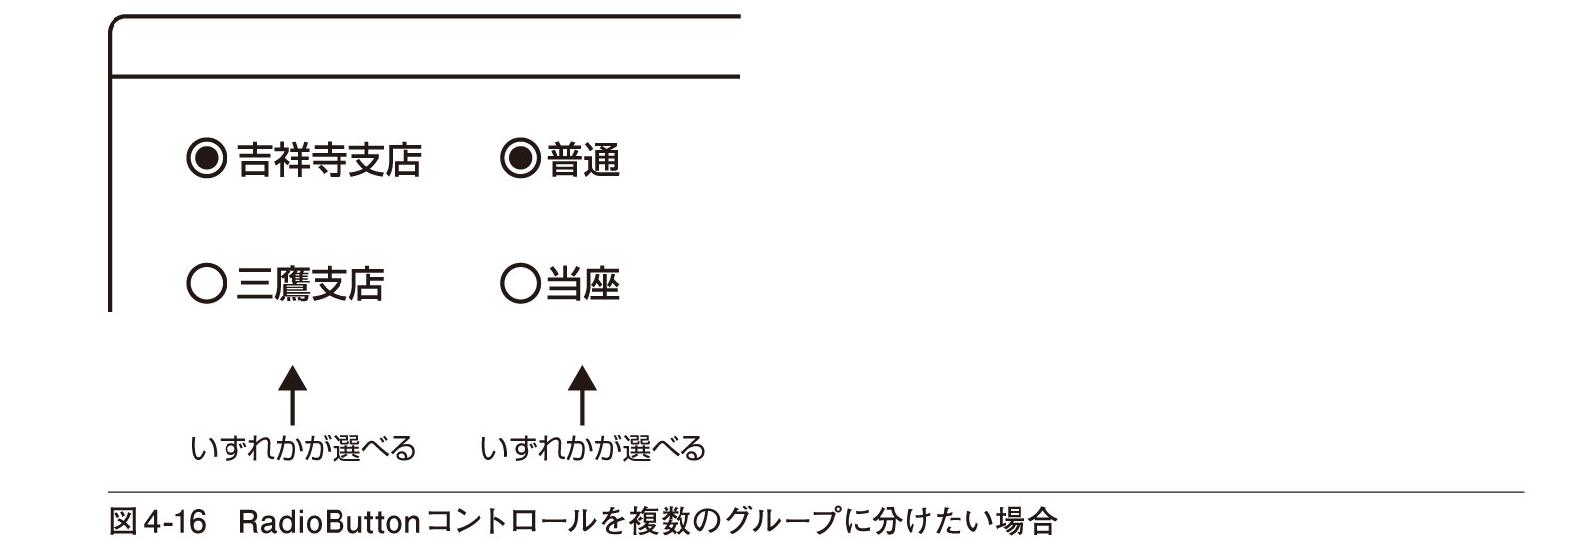 吉祥寺支店 普通
三鷹支店 当座
いずれかが選べる いずれかが選べる
図4-16 RadioButtonコントロールを複数のグループに分けたい場合